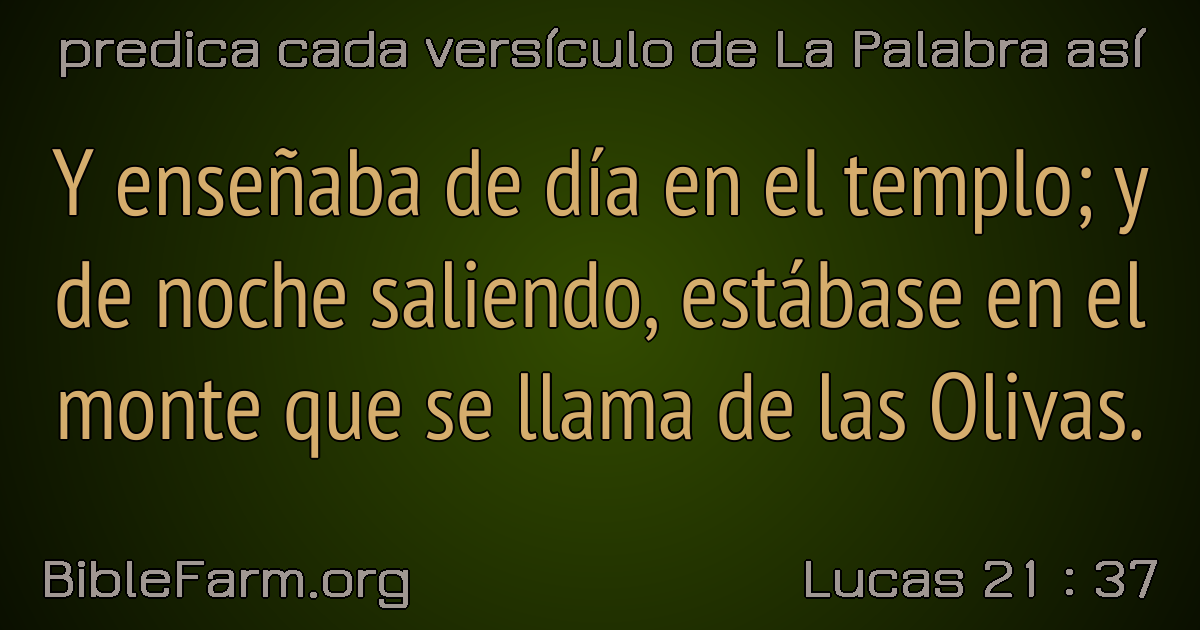 predica cada versículo de La Palabra así
Y enseñaba de día en el templo; y
de noche saliendo, estábase en el
monte que se llama de las Olivas.
BibleFarm.org
Lucas 21 : 37